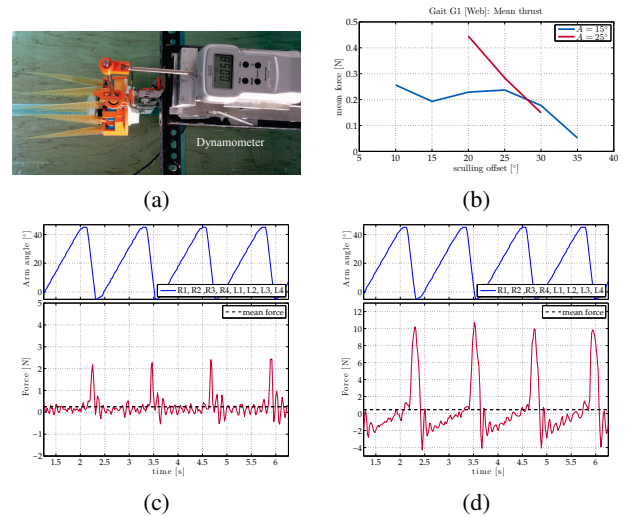 0.058
Dynamometer
(a)
Gait G1 [Web]: Mean thrust
A = 15°
A = 25°
mean force [N]
0.5
0.4
0.3
0.2
0.1
0
5 10 15 20 25 30 35 40
sculling offset [°]
(b)
Arm angle [°]
40
20
0
R1, R2 ,R3, R4, L1, L2, L3, L4
mean force
Force [N]
5
4
3
2
1
0
−1
−2
1.5 2 2.5 3 3.5 4 4.5 5 5.5 6
time [s]
(c)
Arm angle [°]
40
20
0
R1, R2 ,R3, R4, L1, L2, L3, L4
mean force
Force [N]
12
10
8
6
4
2
0
−2
−4
1.5 2 2.5 3 3.5 4 4.5 5 5.5 6
time [s]
(d)